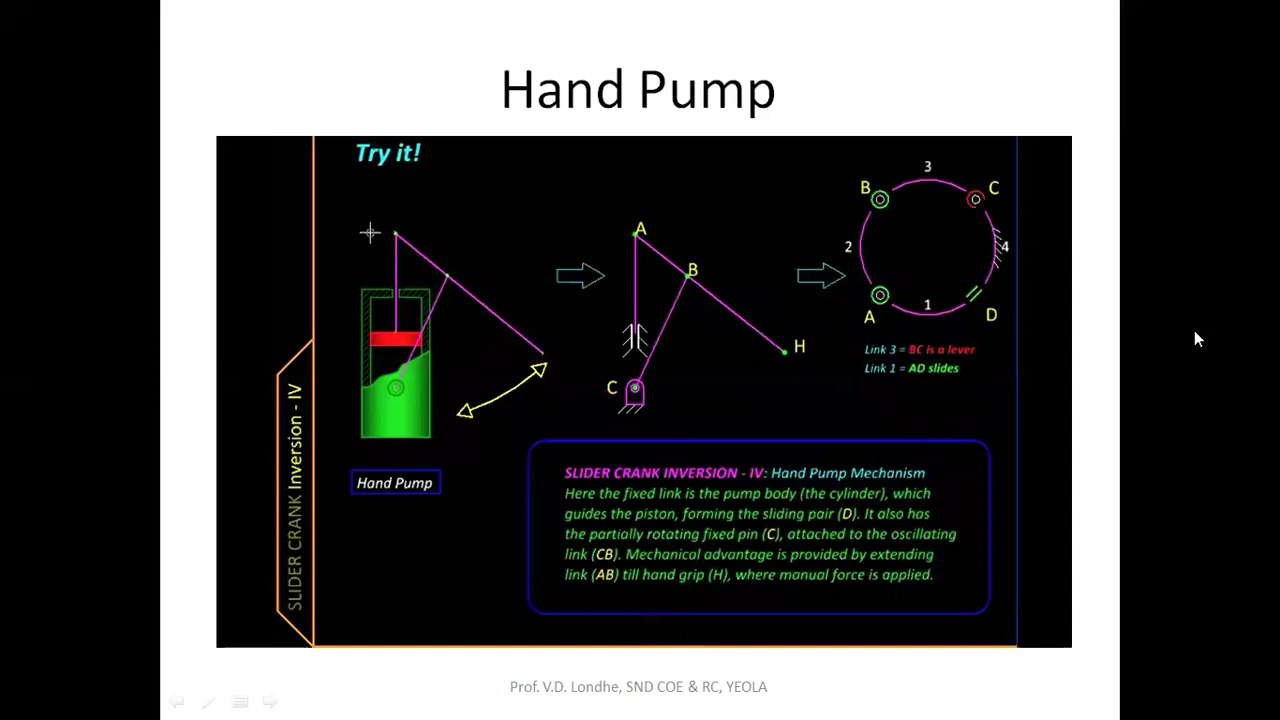 Hand Pump
Try it!
A
B
H
C
3
B
C
2
4
A
1
D
Link 3 = BC is a lever
Link 1 = AD slides
SLIDER CRANK Inversion - IV
Hand Pump
SLIDER CRANK INVERSION - IV: Hand Pump Mechanism
Here the fixed link is the pump body (the cylinder), which
guides the piston, forming the sliding pair (D). It also has
the partially rotating fixed pin (C), attached to the oscillating
link (CB). Mechanical advantage is provided by extending
link (AB) till hand grip (H), where manual force is applied.
Prof. V.D. Londhe, SND COE & RC, YEOLA